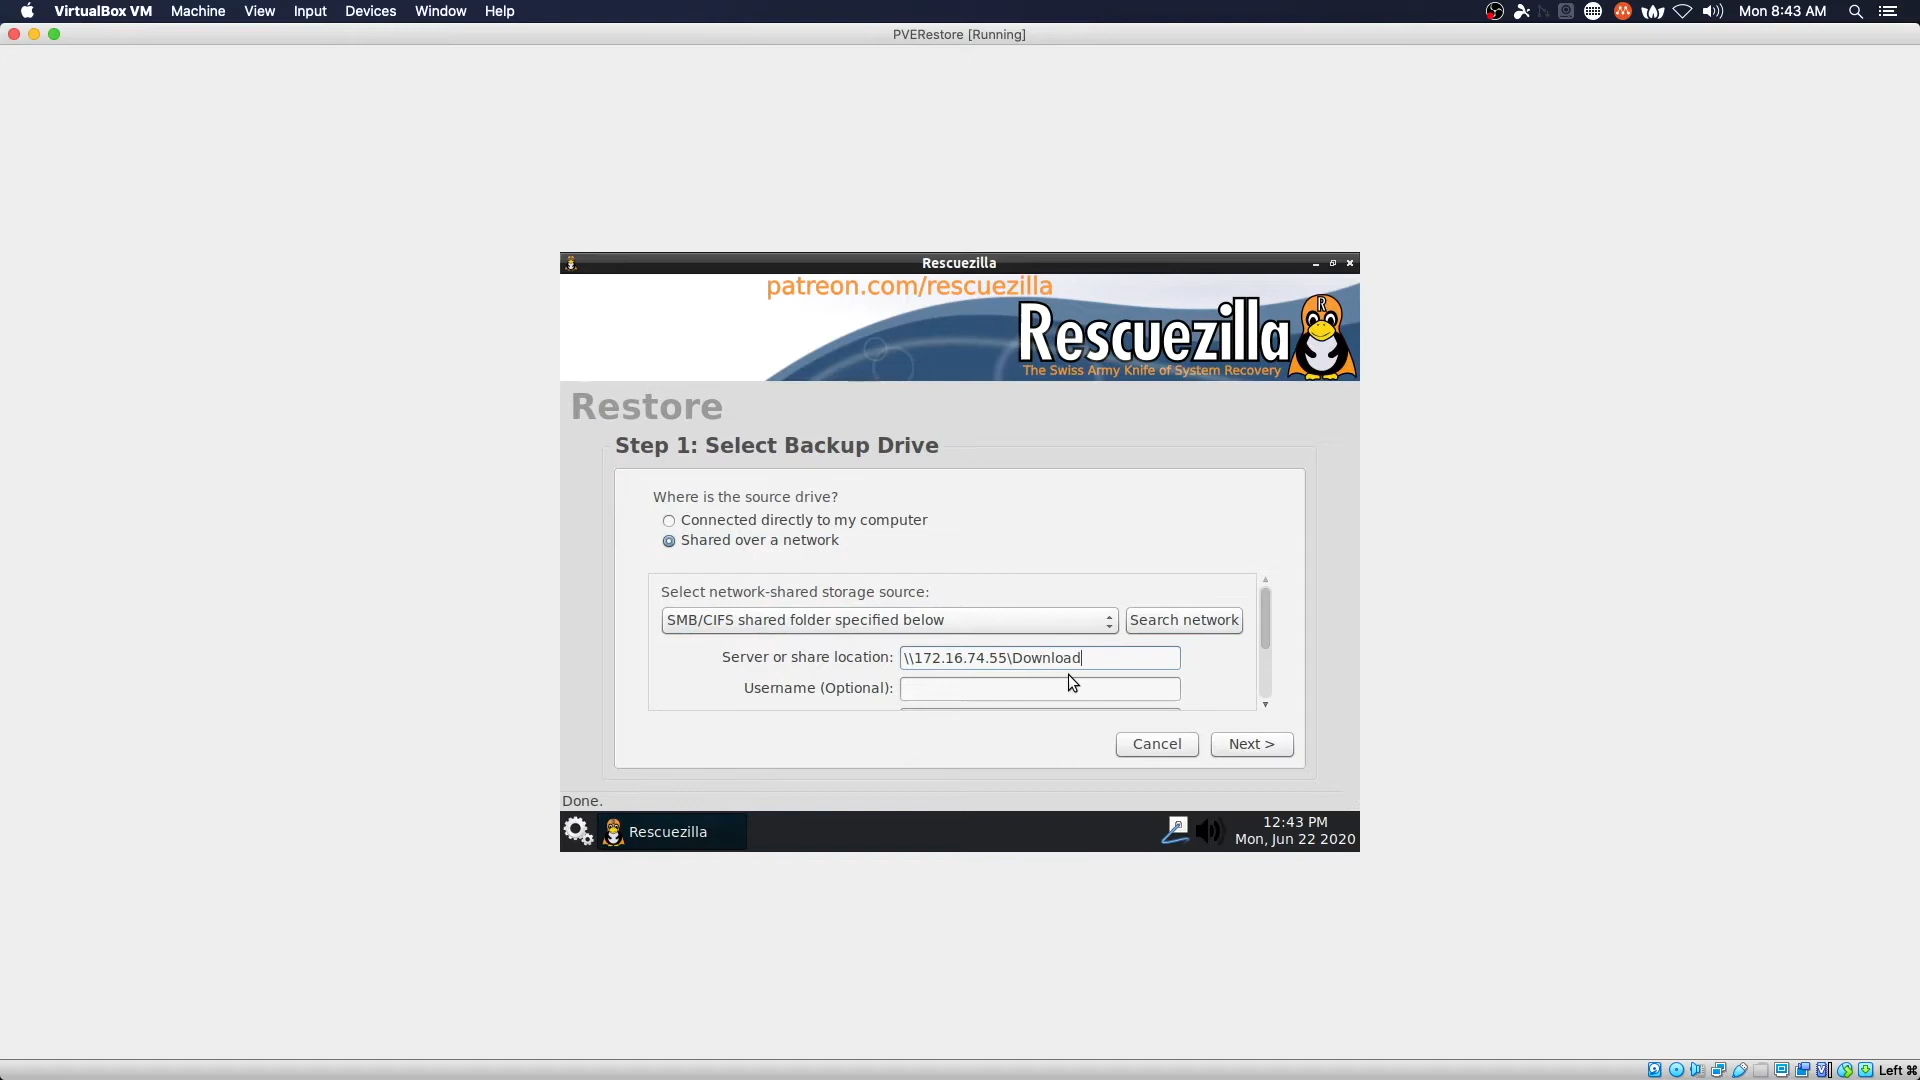 VirtualBox VM Machine View Input Devices Window Help Mon 8:43 AM
PVERestore [Running]
Rescuezilla
patreon.com/rescuezilla
R
Rescuezilla
The Swiss Army Knife of System Recovery
Restore
Step 1: Select Backup Drive
Where is the source drive?
Connected directly to my computer
Shared over a network
Select network-shared storage source:
SMB/CIFS shared folder specified below Search network
Server or share location: \\172.16.74.55\Download
Username (Optional):
Cancel Next >
Done.
Rescuezilla 12:43 PM
Mon, Jun 22 2020
Left ⌘